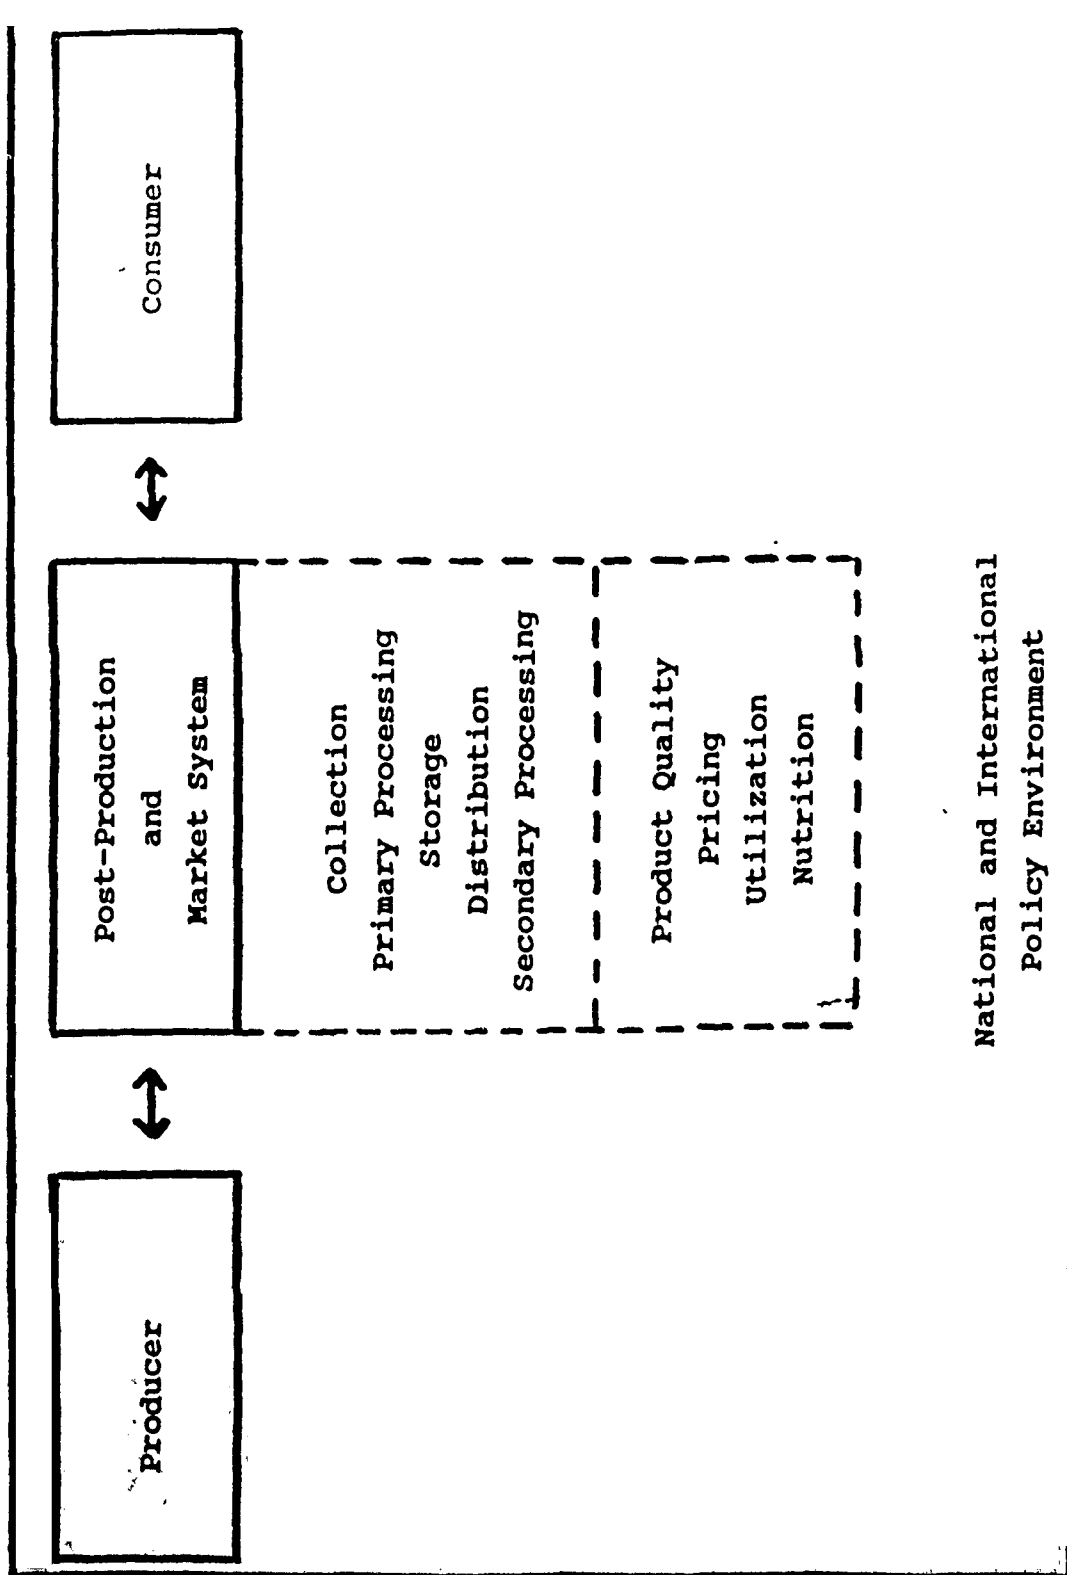 Producer
Post-Production
and
Market System
Consumer
Collection
Primary Processing
Storage
Distribution
Secondary Processing
Product Quality
Pricing
Utilization
Nutrition
National and International
Policy Environment